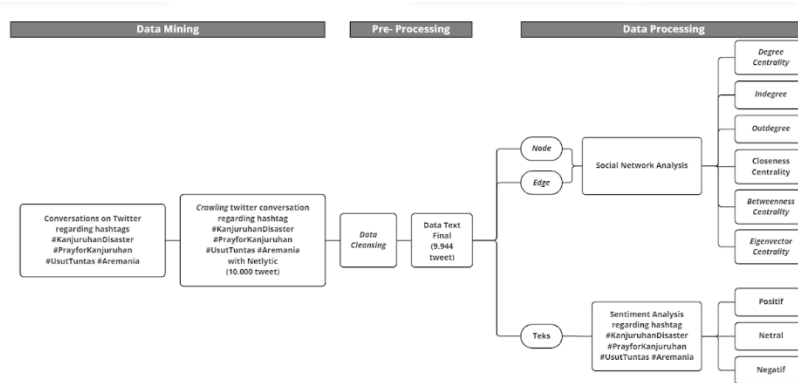 Data Mining
Pre- Processing
Data Processing
Conversations on Twitter
regarding hashtags
#KanjuruhanDisaster
#PrayforKanjuruhan
#UsutTuntas #Aremania
Crawling twitter conversation
regarding hashtag
#KanjuruhanDisaster
#PrayforKanjuruhan
#UsutTuntas #Aremania
with Netlytic
(10.000 tweet)
Data
Cleansing
Data Text
Final
(9.944
tweet)
Node
Edge
Social Network Analysis
Degree
Centrality
Indegree
Outdegree
Closeness
Centrality
Betweenness
Centrality
Eigenvector
Centrality
Teks
Sentiment Analysis
regarding hashtag
#KanjuruhanDisaster
#PrayforKanjuruhan
#UsutTuntas #Aremania
Positif
Netral
Negatif